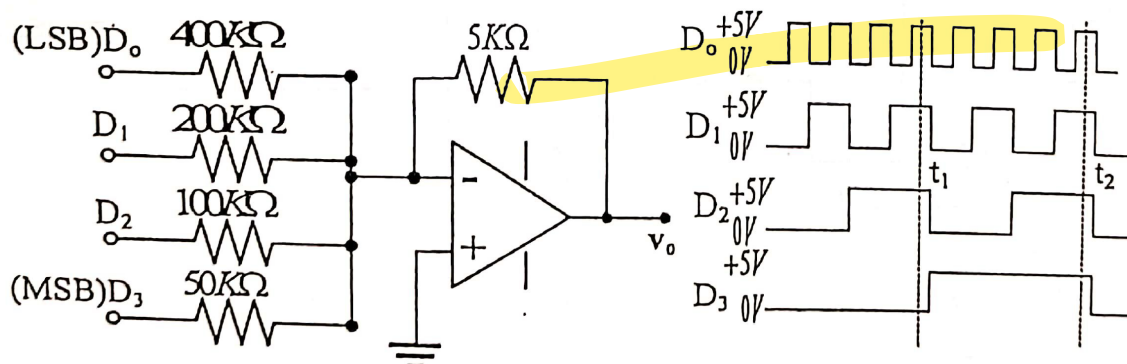 (LSB)D₀ 400KΩ
5KΩ
D₁ 200KΩ
D₂ 100KΩ
(MSB)D₃ 50KΩ
-
+
v₀
D₀ +5V
0V
D₁ +5V
0V
t₁ t₂
D₂ +5V
0V
D₃ +5V
0V